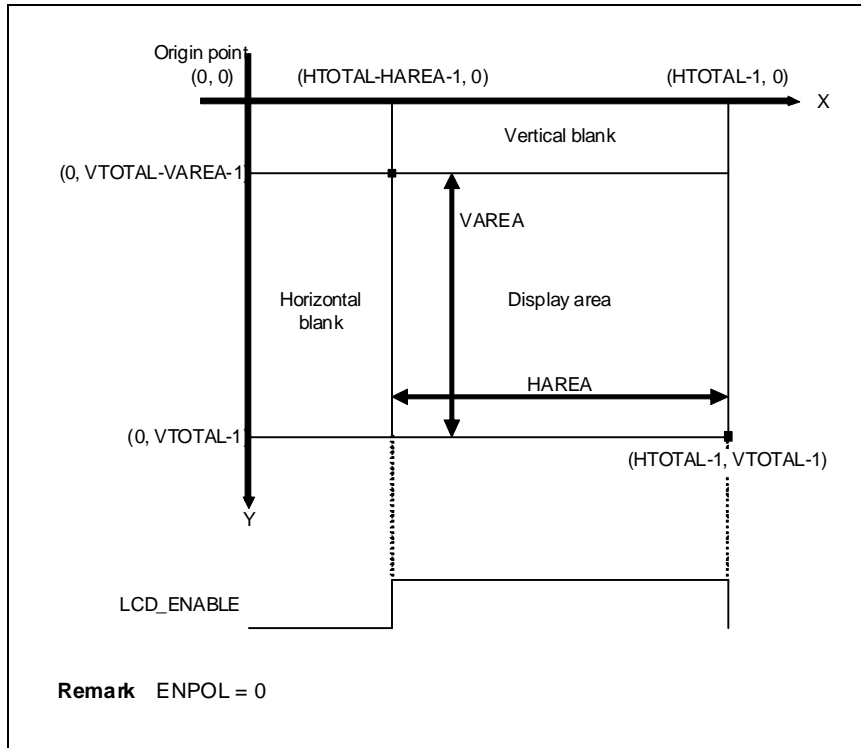 Origin point
(0, 0)
(HTOTAL-HAREA-1, 0)
(HTOTAL-1, 0)
X
Vertical blank
(0, VTOTAL-VAREA-1)
VAREA
Horizontal
blank
Display area
HAREA
(0, VTOTAL-1)
(HTOTAL-1, VTOTAL-1)
Y
LCD_ENABLE
Remark ENPOL = 0